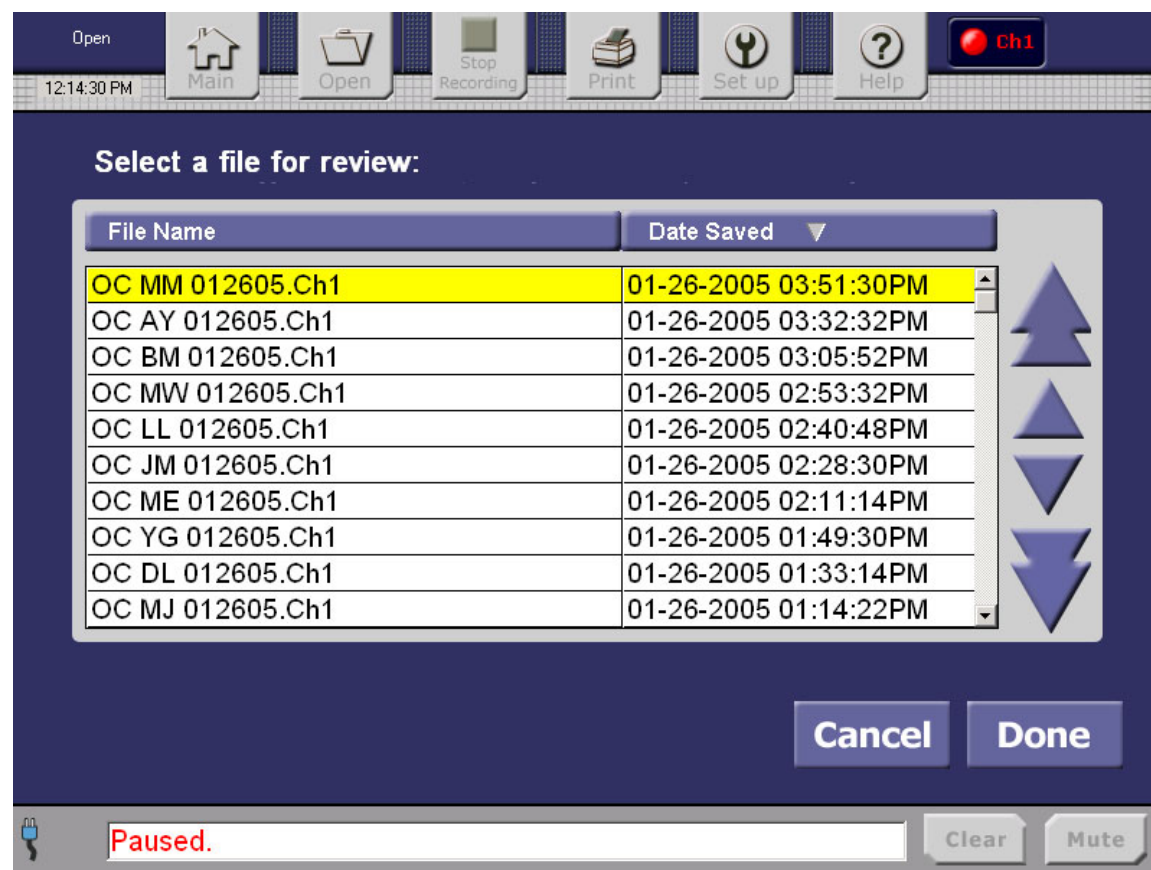 Open
Main
Open
Stop
Recording
Print
Set up
?
Help
Ch1
12:14:30 PM
Select a file for review:
File Name Date Saved
OC MM 012605.Ch1 01-26-2005 03:51:30PM
OC AY 012605.Ch1 01-26-2005 03:32:32PM
OC BM 012605.Ch1 01-26-2005 03:05:52PM
OC MW 012605.Ch1 01-26-2005 02:53:32PM
OC LL 012605.Ch1 01-26-2005 02:40:48PM
OC JM 012605.Ch1 01-26-2005 02:28:30PM
OC ME 012605.Ch1 01-26-2005 02:11:14PM
OC YG 012605.Ch1 01-26-2005 01:49:30PM
OC DL 012605.Ch1 01-26-2005 01:33:14PM
OC MJ 012605.Ch1 01-26-2005 01:14:22PM
Cancel Done
Paused. Clear Mute